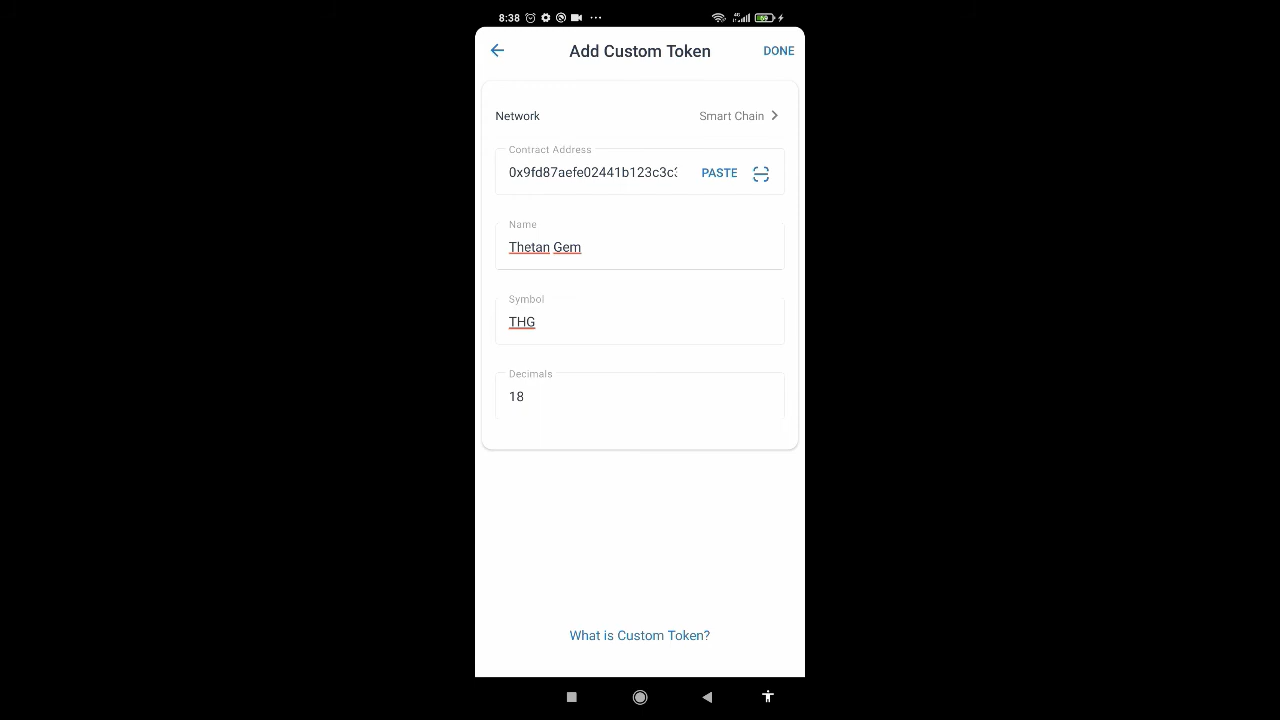 8:38
Add Custom Token DONE
Network Smart Chain
Contract Address
0x9fd87aefe02441b123c3c3 PASTE
Name
Thetan Gem
Symbol
THG
Decimals
18
What is Custom Token?